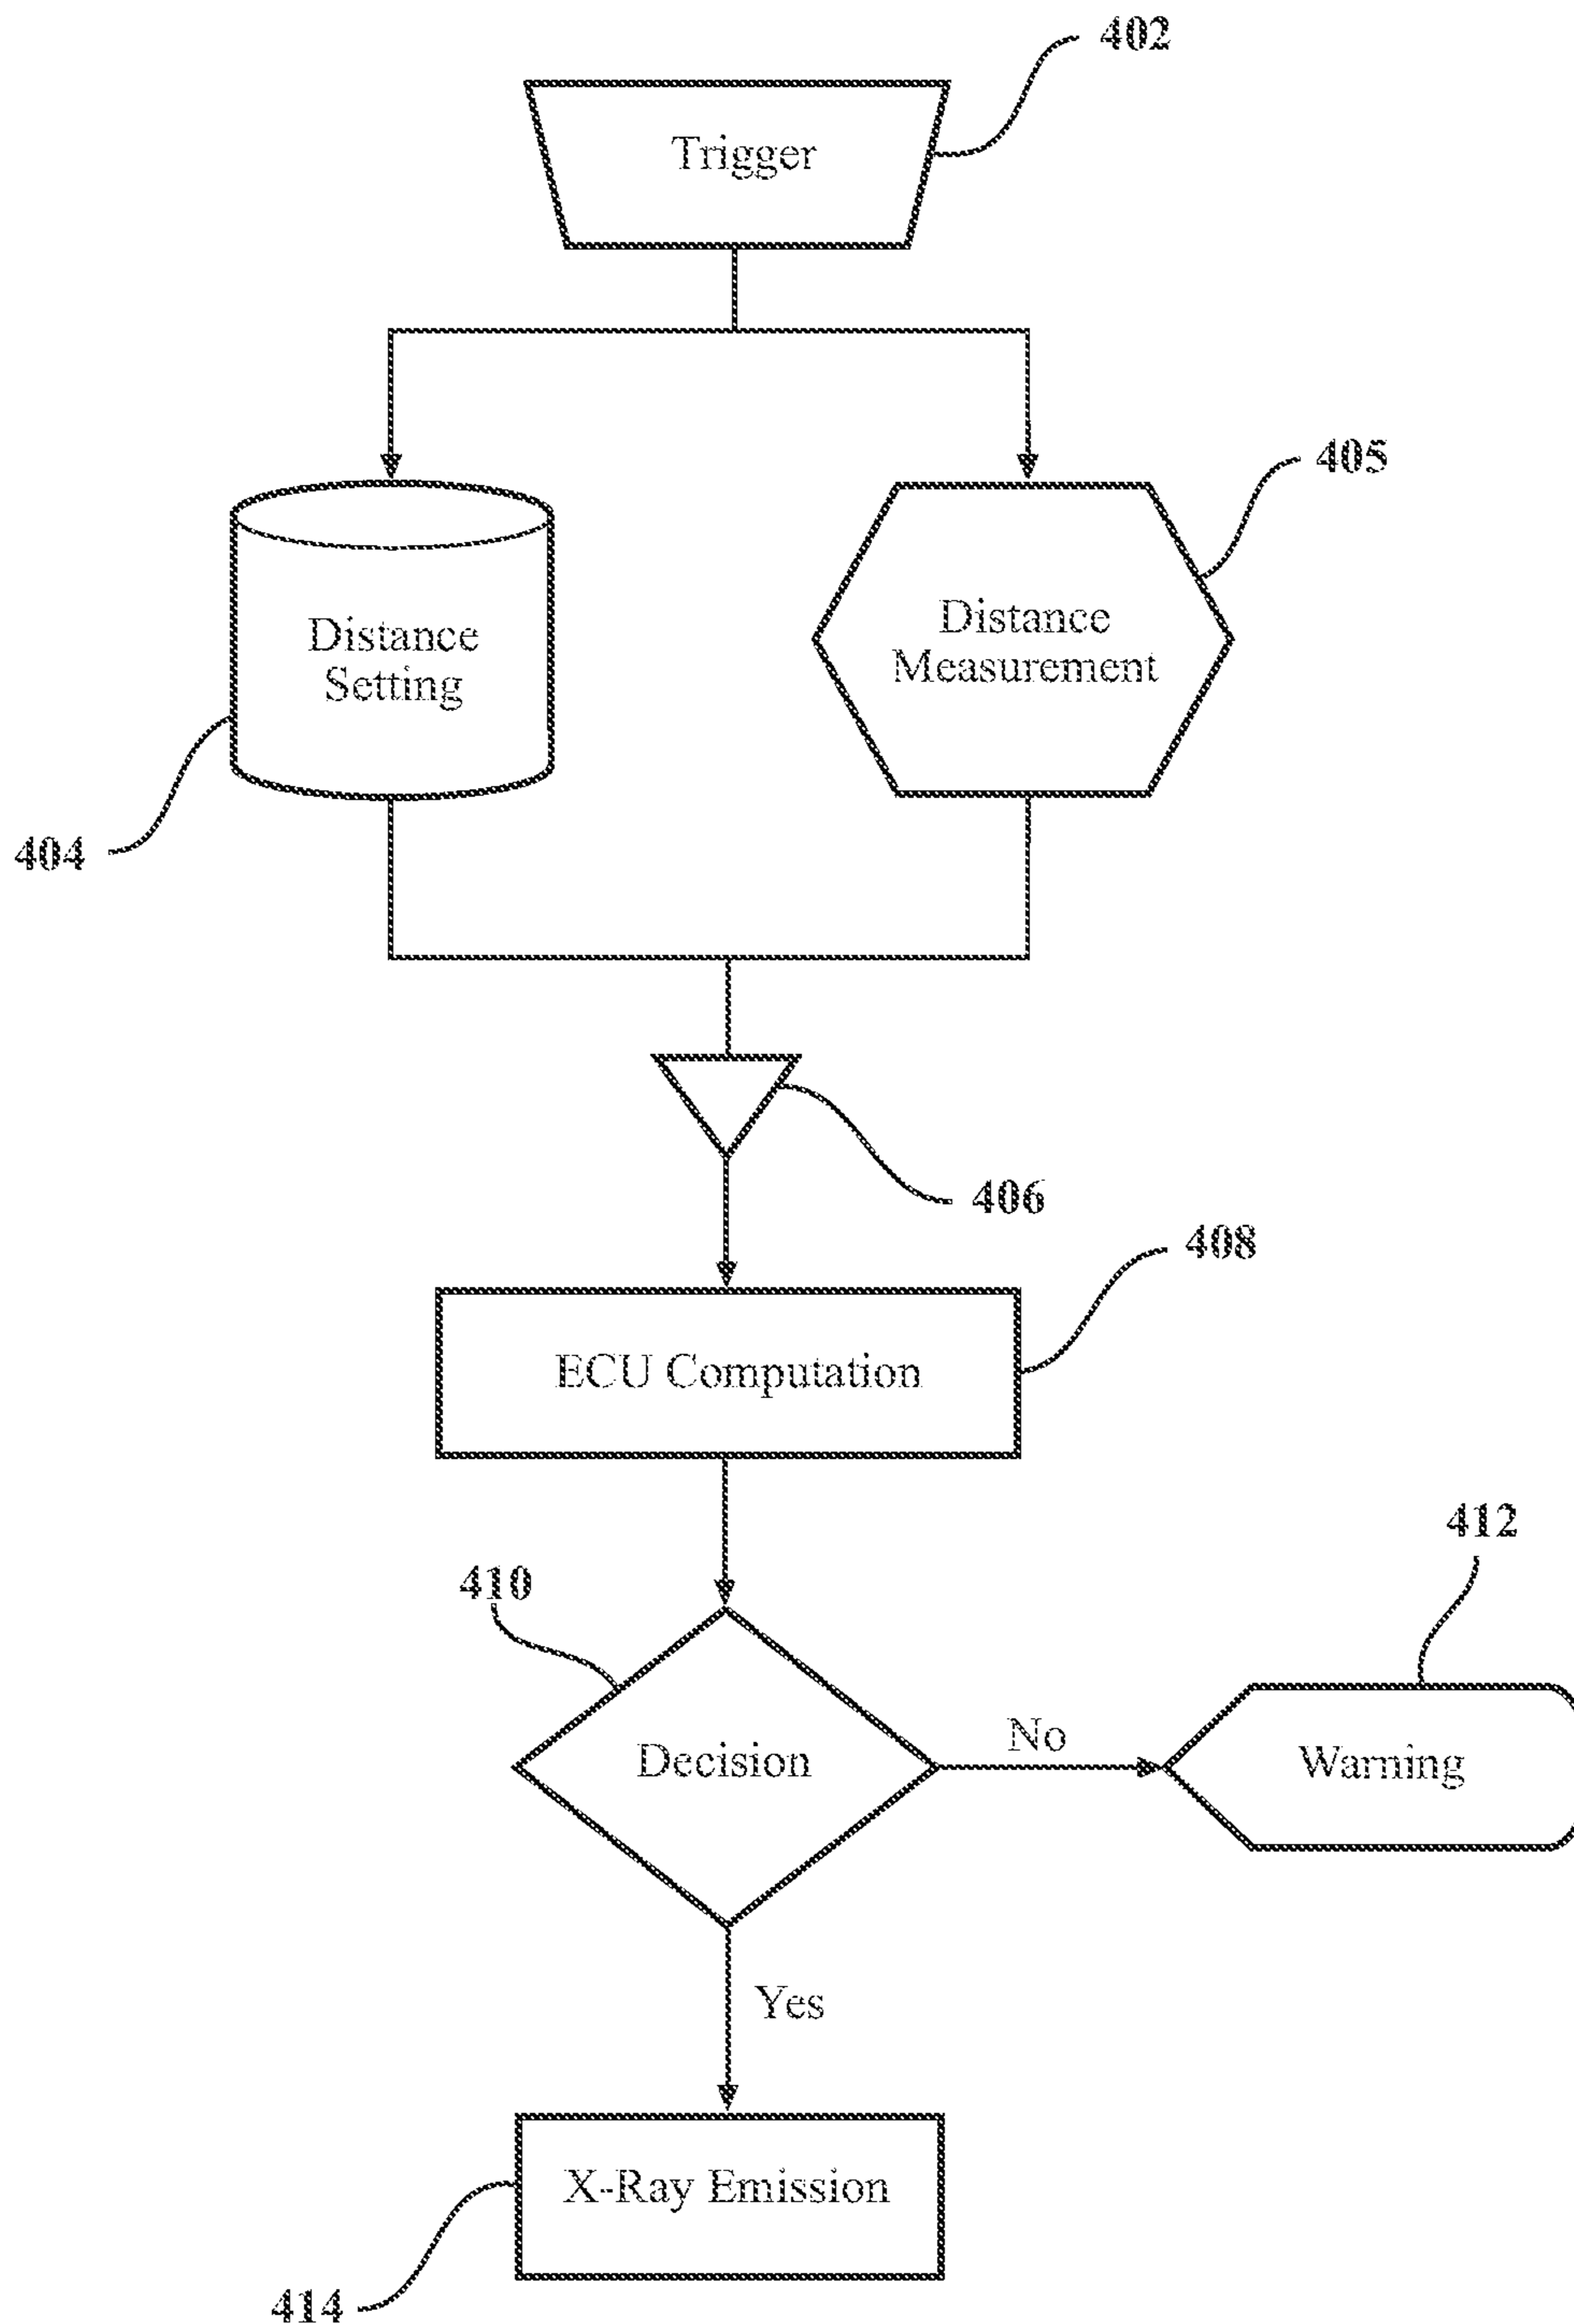 402
Trigger
405
Distance
Setting
Distance
Measurement
404
406
408
ECU Computation
412
410
Decision
No
Warning
Yes
X-Ray Emission
414